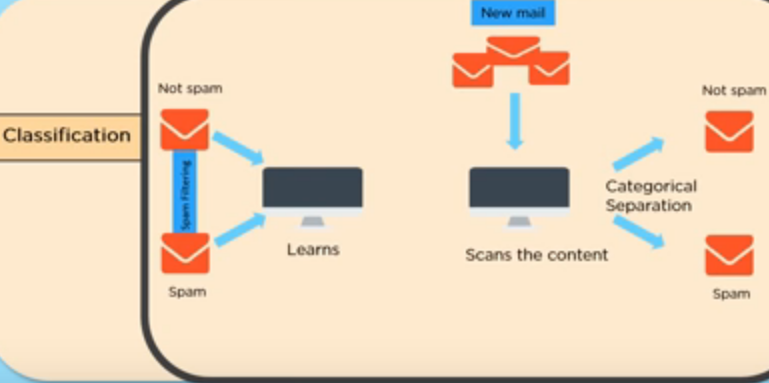 New mail
Not spam
Not spam
Classification
Spam Filtering
Categorical
Separation
Learns
Scans the content
Spam
Spam